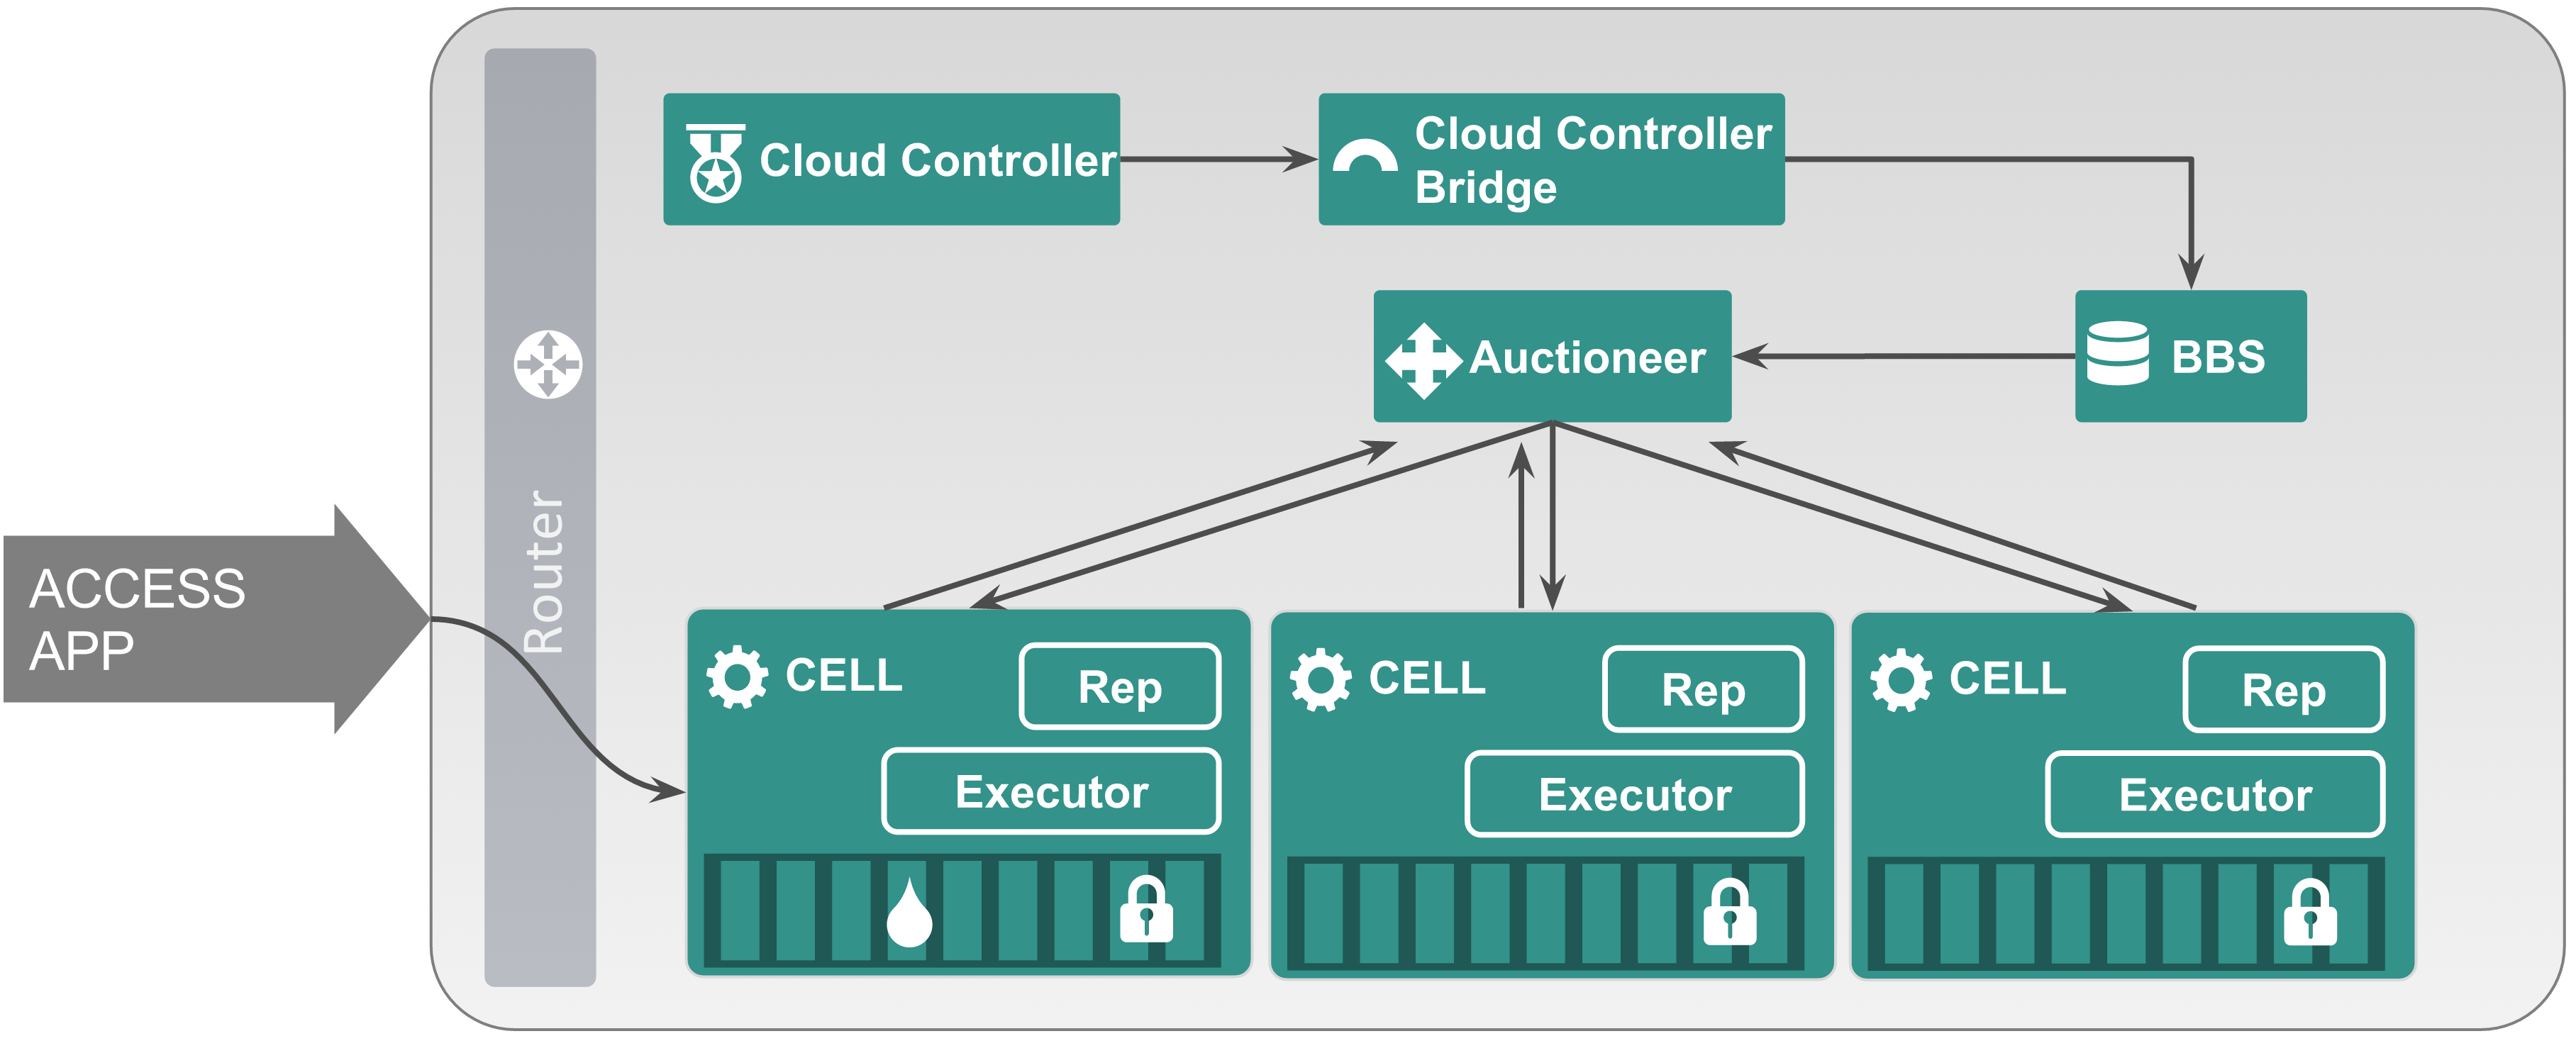 Cloud Controller
Cloud Controller
Bridge
Auctioneer
BBS
Router
ACCESS
APP
CELL
Rep
Executor
CELL
Rep
Executor
CELL
Rep
Executor